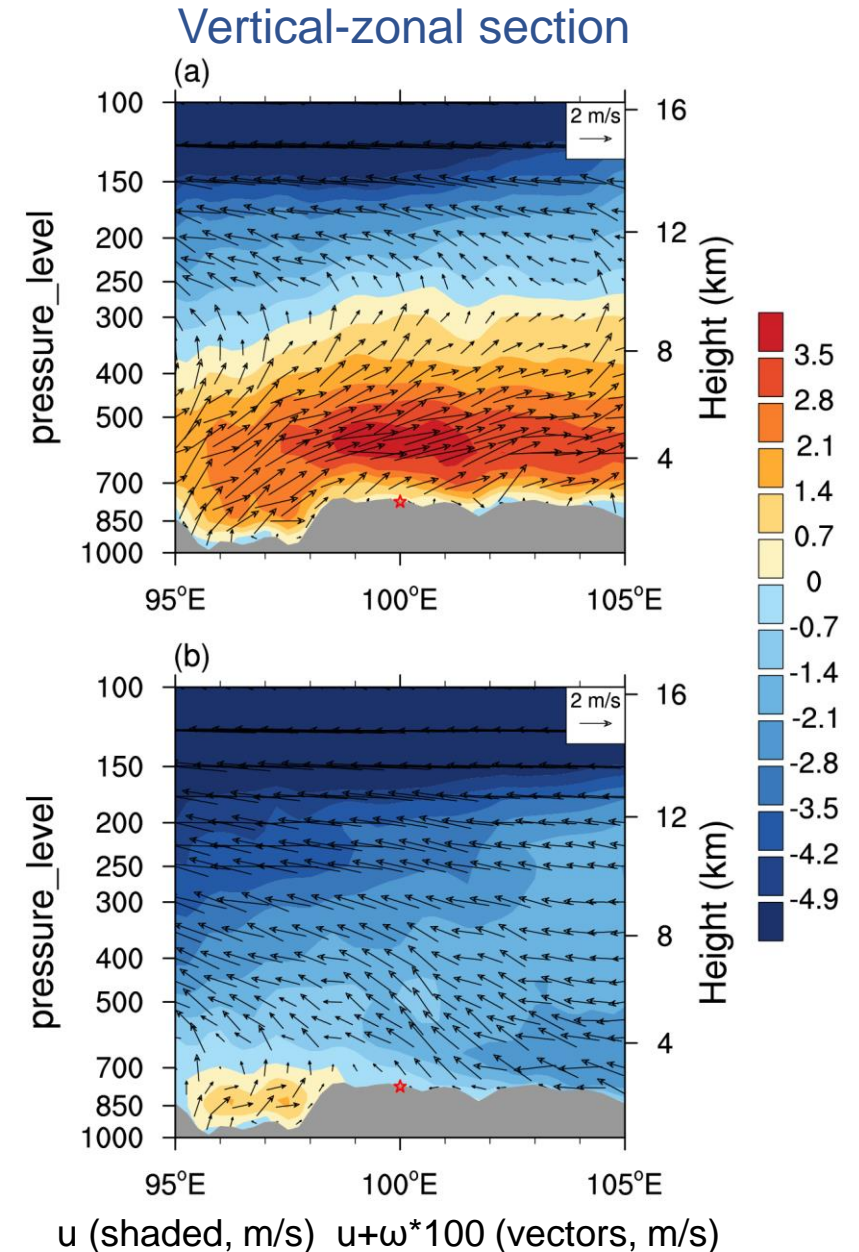 Vertical-zonal section
(a)
2 m/s
100
150
200
250
300
400
500
700
850
1000
pressure_level
16
12
8
4
Height (km)
95°E
100°E
105°E
(b)
2 m/s
100
150
200
250
300
400
500
700
850
1000
pressure_level
16
12
8
4
Height (km)
95°E
100°E
105°E
3.5
2.8
2.1
1.4
0.7
0
-0.7
-1.4
-2.1
-2.8
-3.5
-4.2
-4.9
u (shaded, m/s) u+ω*100 (vectors, m/s)